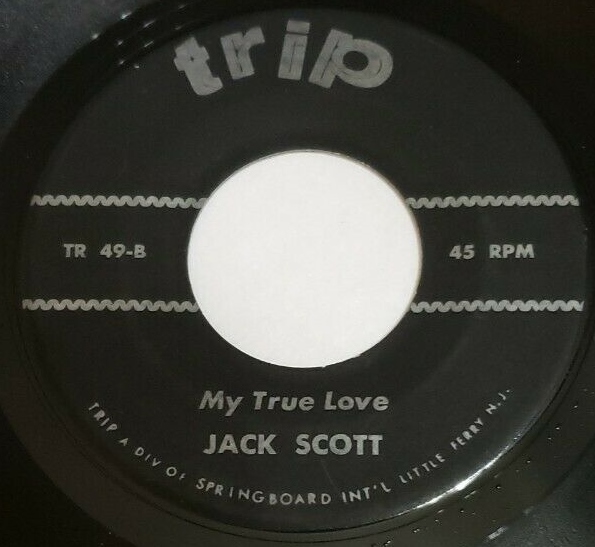 trip
TR 49-B
45 RPM
My True Love
JACK SCOTT
TRIP A DIV OF SPRINGBOARD INT'L LITTLE FERRY N.J.